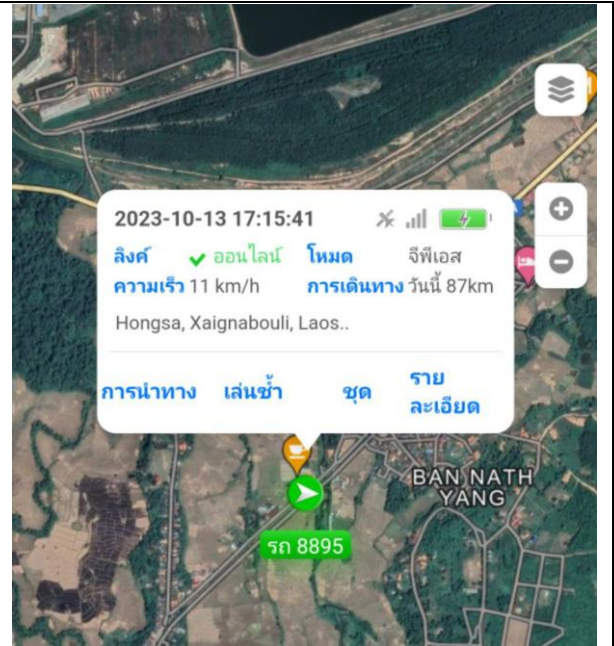 2023-10-13 17:15:41
ลิงค์ ออนไลน์ โหมด จีพีเอส
ความเร็ว 11 km/h การเดินทาง วันนี้ 87km
Hongsa, Xaignabouli, Laos..
การนำทาง เล่นซ้ำ ชุด ราย
ละเอียด
BAN NATH
YANG
รถ 8895